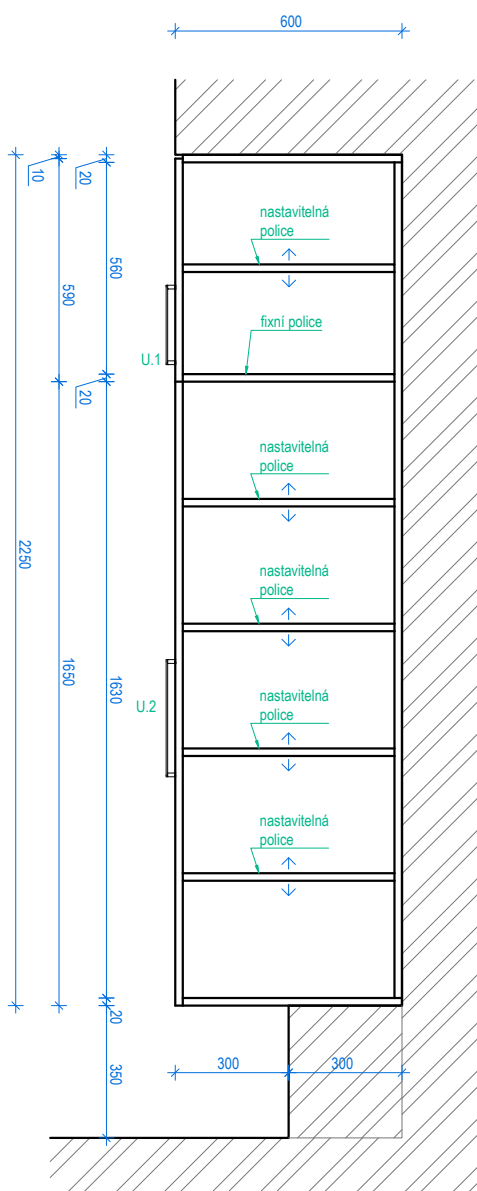 600
10
20
nastavitelná
police
560
590
fixní police
U.1
20
nastavitelná
police
2250
nastavitelná
police
1650
1630
nastavitelná
police
U.2
nastavitelná
police
20
350
300
300